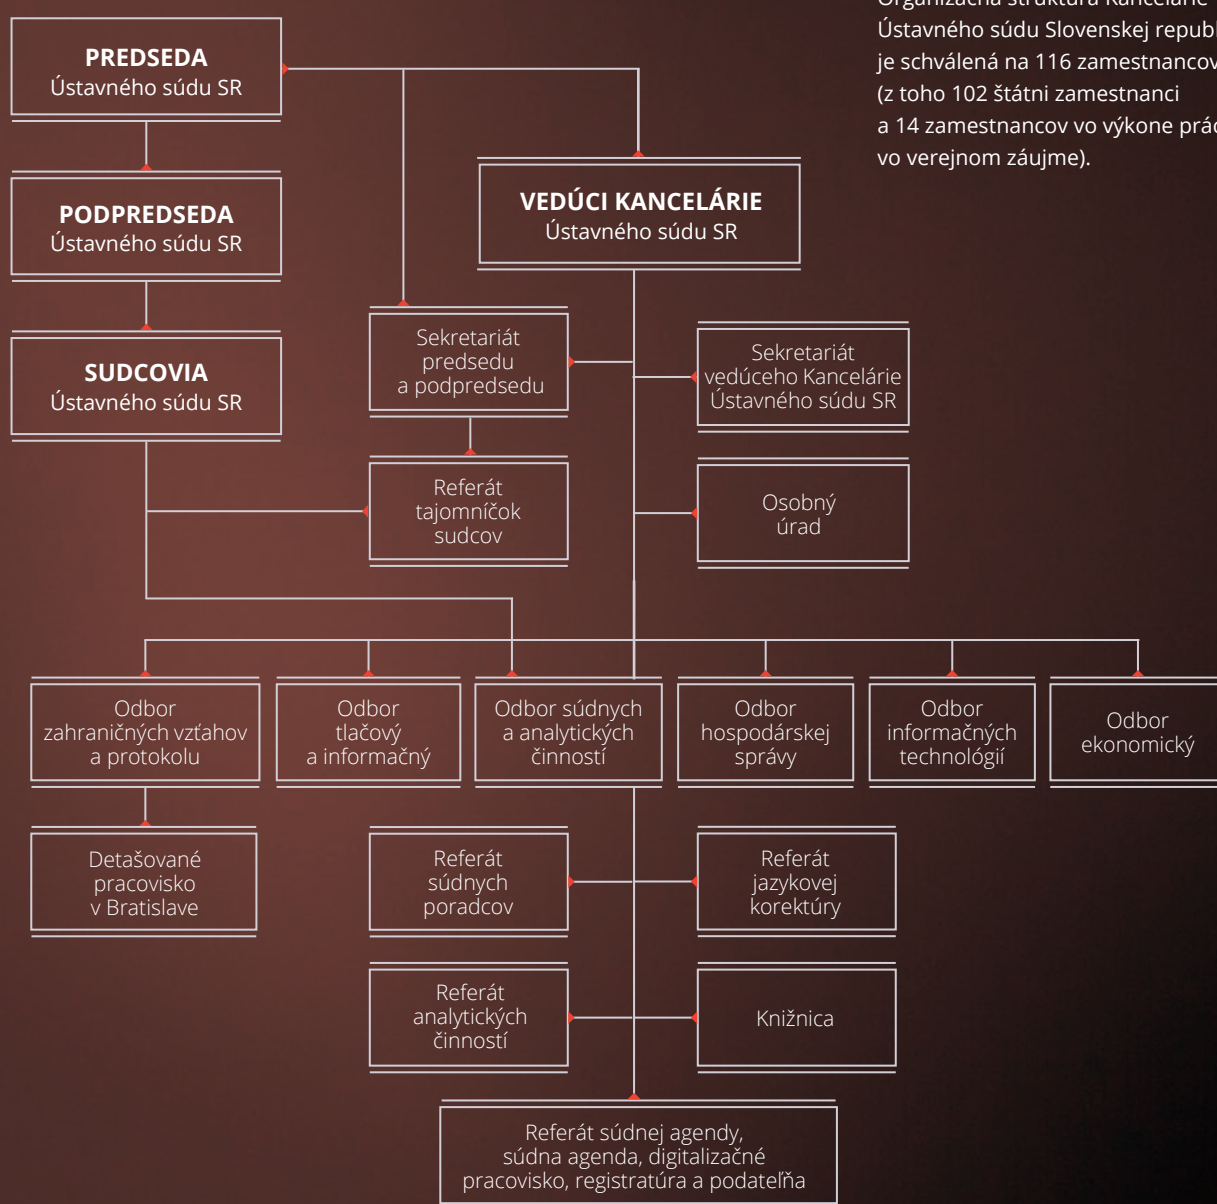 Ústavného súdu Slovenskej
je schválená na 116 zamestnancov
(z toho 102 štátni zamestnanci
a 14 zamestnancov vo výkone
vo verejnom záujme).
PREDSEDA
Ústavného súdu SR
PODPREDSEDA
Ústavného súdu SR
SUDCOVIA
Ústavného súdu SR
VEDÚCI KANCELÁRIE
Ústavného súdu SR
Sekretariát
predsedu
a podpredsedu
Sekretariát
vedúceho Kancelárie
Ústavného súdu SR
Referát
tajomníčok
sudcov
Osobný
úrad
Odbor
zahraničných vzťahov
a protokolu
Odbor
tlačový
a informačný
Odbor súdnych
a analytických
činností
Odbor
hospodárskej
správy
Odbor
informačných
technológií
Odbor
ekonomický
Detašované
pracovisko
v Bratislave
Referát
súdnych
poradcov
Referát
jazykovej
korektúry
Referát
analytických
činností
Knižnica
Referát súdnej agendy,
súdna agenda, digitalizačné
pracovisko, registratúra a podateľňa